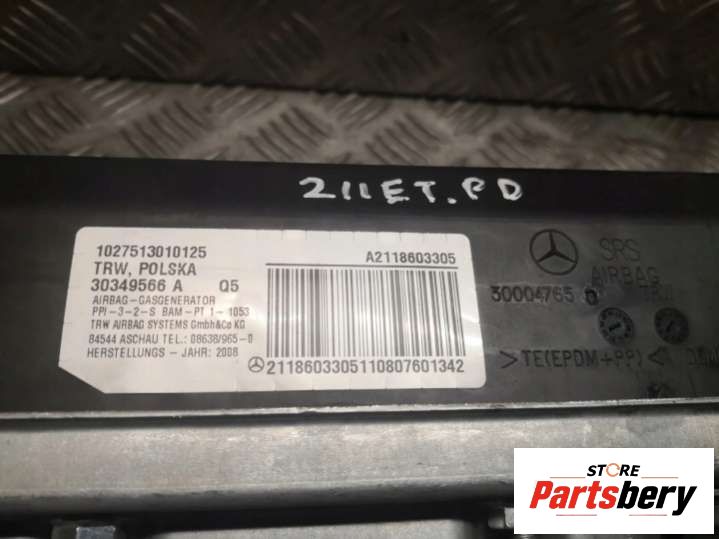 211ET.PD
1027513010125
TRW, POLSKA
30349566 A Q5
AIRBAG-GASGENERATOR
PPI-3-2-S BAM-PT 1-1053
TRW AIRBAG SYSTEMS GmbH&Co KG
84544 ASCHAU TEL.: 08638/965-0
HERSTELLUNGS - JAHR: 2008
A2118603305
2118603305110807601342
SRS
AIRBAG
30004765 D
>TE(EPDM+PP)<
STORE
Partsbery